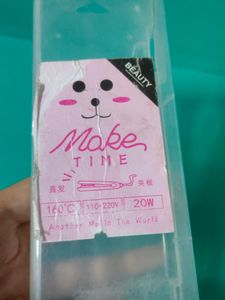 BEAUTY
Make
TIME
直发 夹板
160°C 110-220V 20W
Another Me In The World